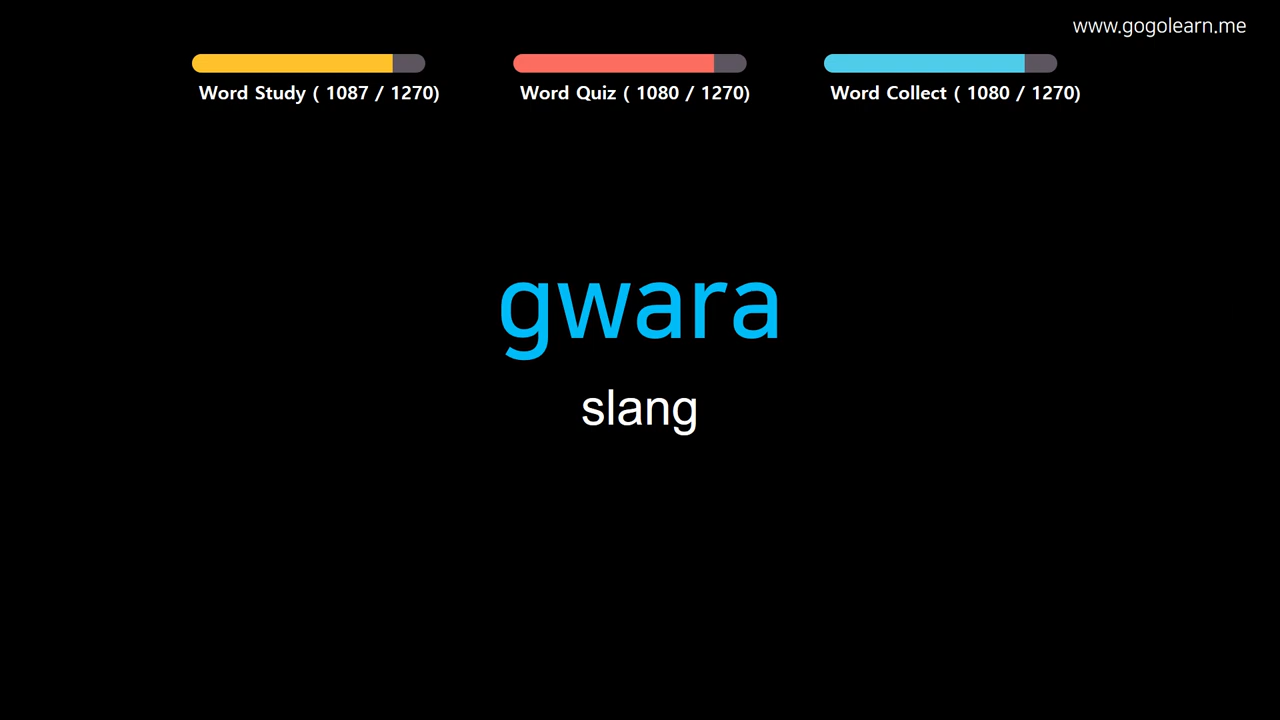 www.gogolearn.me
Word Study ( 1087 / 1270)
Word Quiz ( 1080 / 1270)
Word Collect ( 1080 / 1270)
gwara
slang